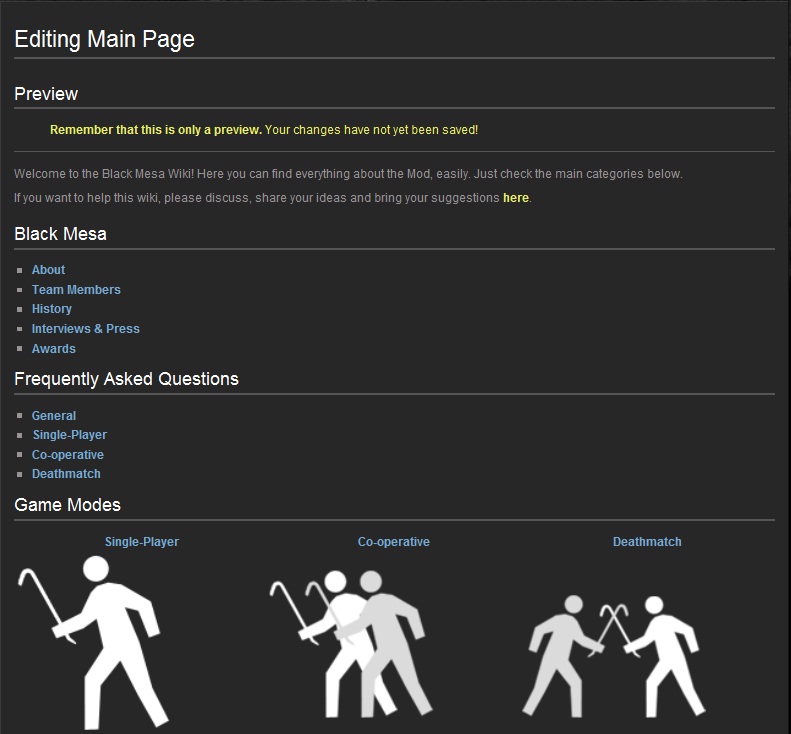 Editing Main Page
Preview
Remember that this is only a preview. Your changes have not yet been saved!
Welcome to the Black Mesa Wiki! Here you can find everything about the Mod, easily. Just check the main categories below.
If you want to help this wiki, please discuss, share your ideas and bring your suggestions here.
Black Mesa
About
Team Members
History
Interviews & Press
Awards
Frequently Asked Questions
General
Single-Player
Co-operative
Deathmatch
Game Modes
Single-Player Co-operative Deathmatch